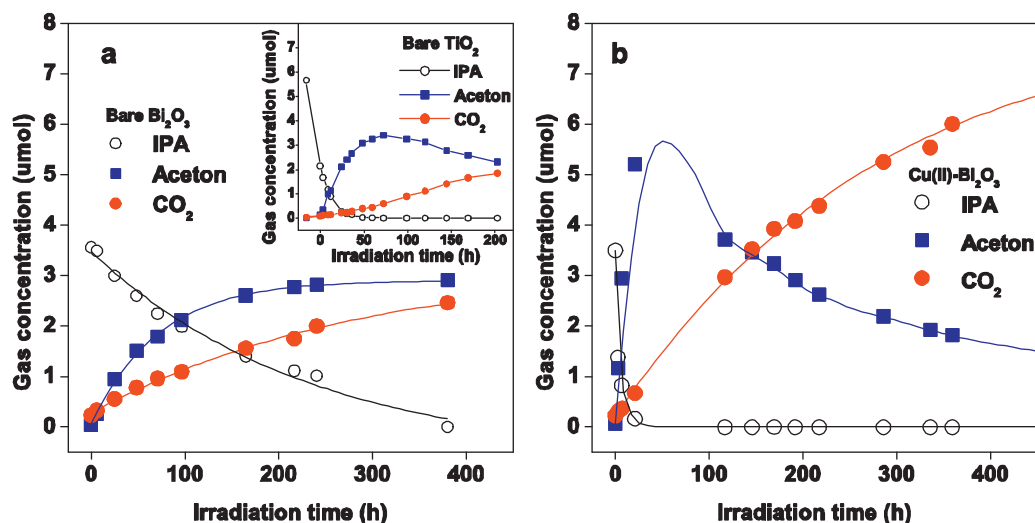 a
Bare Bi2O3
IPA
Aceton
CO2
Gas concentration (umol)
8
7
6
5
4
3
2
1
0
0 100 200 300 400
Irradiation time (h)
Bare TiO2
IPA
Aceton
CO2
Gas concentration (umol)
7
6
5
4
3
2
1
0
0 50 100 150 200
Irradiation time (h)
b
Cu(II)-Bi2O3
IPA
Aceton
CO2
Gas concentration (umol)
8
7
6
5
4
3
2
1
0
0 100 200 300 400
Irradiation time (h)